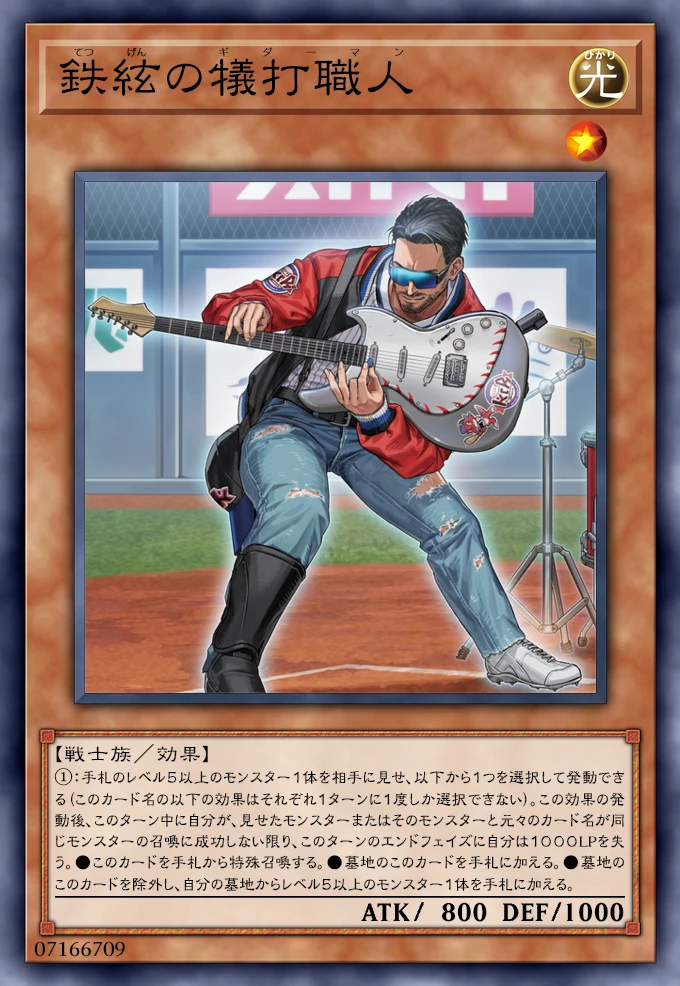 てつ げん ギダーマン
鉄絃の犠打職人
ひかり
光
【戦士族／効果】
①：手札のレベル５以上のモンスター１体を相手に見せ、以下から１つを選択して発動でき
る(このカード名の以下の効果はそれぞれ１ターンに１度しか選択できない)。この効果の発
動後、このターン中に自分が、見せたモンスターまたはそのモンスターと元々のカード名が同
じモンスターの召喚に成功しない限り、このターンのエンドフェイズに自分は１０００LPを失
う。●このカードを手札から特殊召喚する。●墓地のこのカードを手札に加える。●墓地の
このカードを除外し、自分の墓地からレベル５以上のモンスター１体を手札に加える。
ATK/ 800 DEF/1000
07166709